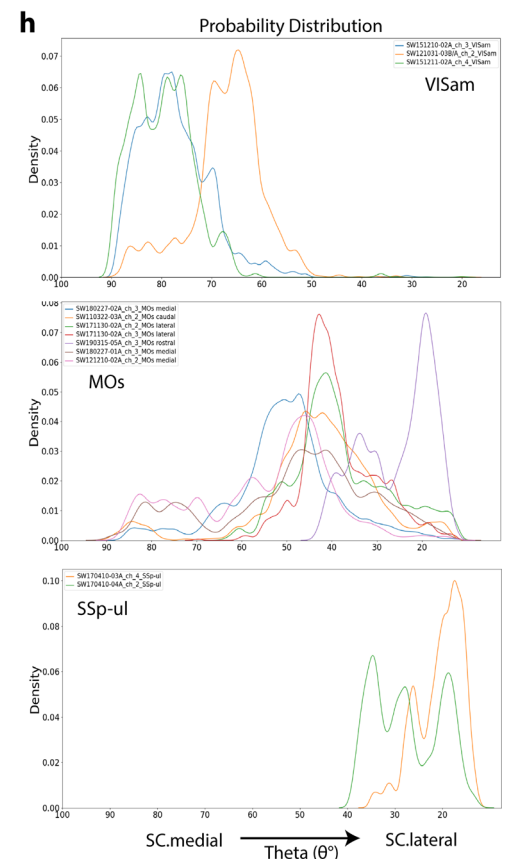 h
Probability Distribution
SW151210-02A_ch_3_VISam
SW121031-03B/A_ch_2_VISam
SW151211-02A_ch_4_VISam
VISam
Density
0.07
0.06
0.05
0.04
0.03
0.02
0.01
0.00
100 90 80 70 60 50 40 30 20
SW180227-02A_ch_3_MOs medial
SW110322-03A_ch_2_MOs caudal
SW171130-02A_ch_2_MOs lateral
SW171130-02A_ch_3_MOs lateral
SW190315-05A_ch_3_MOs rostral
SW180227-01A_ch_3_MOs medial
SW121210-02A_ch_2_MOs medial
MOs
Density
0.08
0.07
0.06
0.05
0.04
0.03
0.02
0.01
0.00
100 90 80 70 60 50 40 30 20
SW170410-03A_ch_4_SSp-ul
SW170410-04A_ch_2_SSp-ul
SSp-ul
Density
0.10
0.08
0.06
0.04
0.02
0.00
100 90 80 70 60 50 40 30 20 10
SC.medial SC.lateral
Theta (θ°)